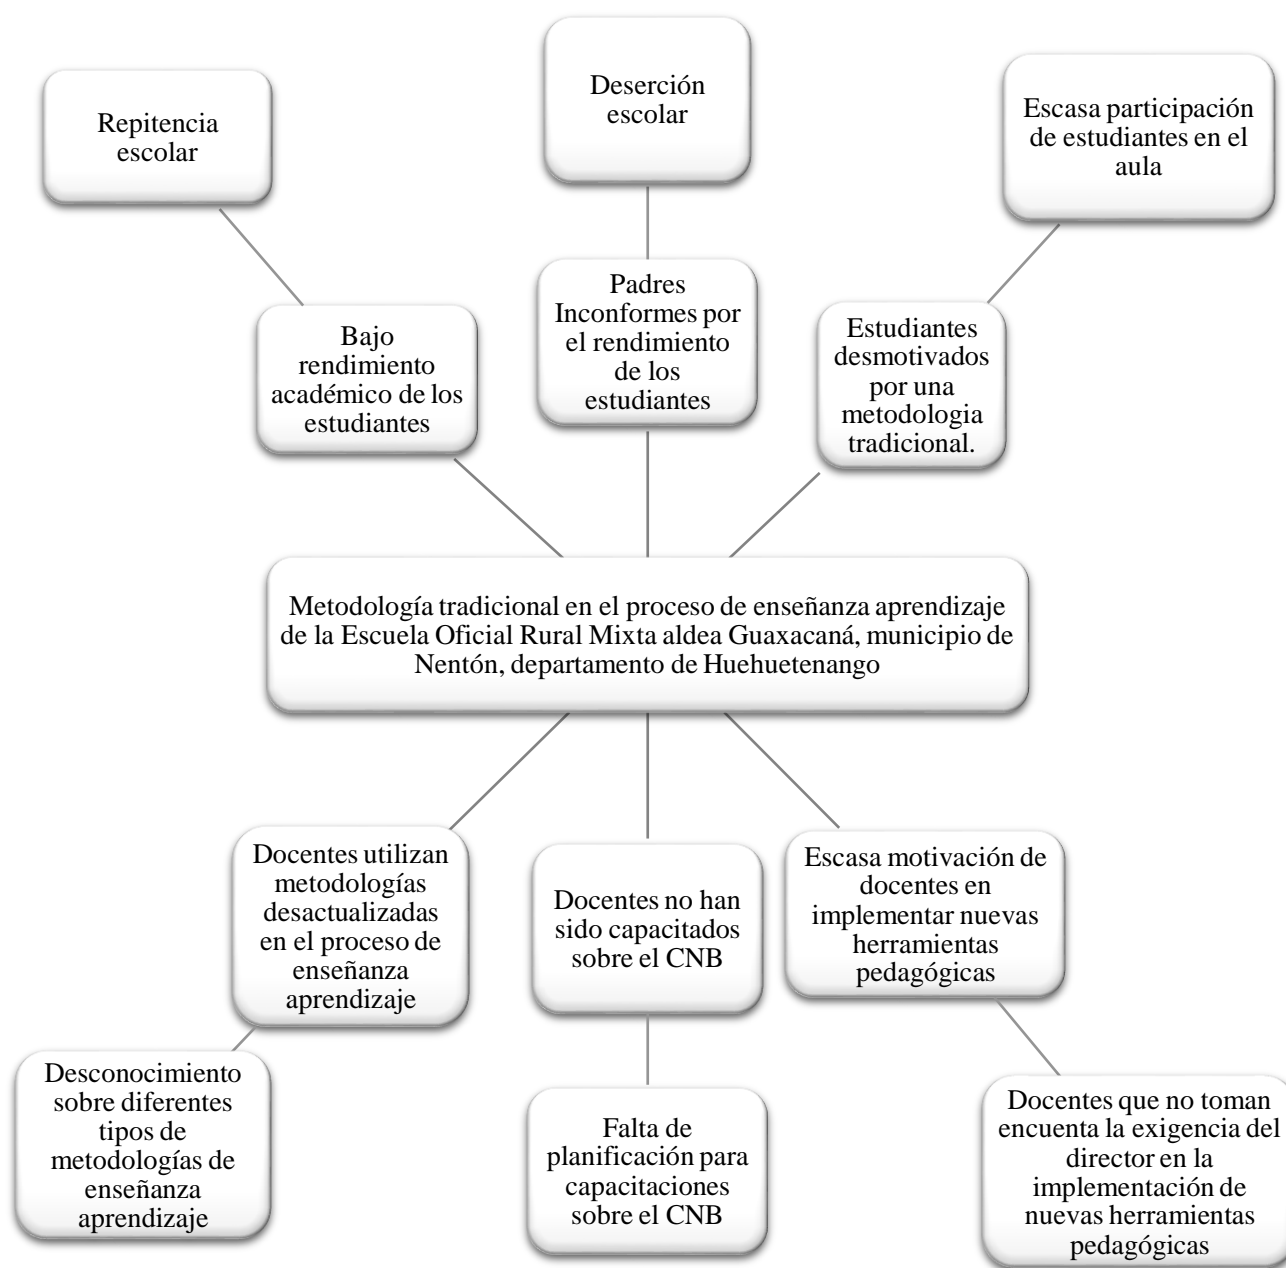 Repitencia
escolar
Deserción
escolar
Escasa participación
de estudiantes en el
aula
Bajo
rendimiento
académico de los
estudiantes
Padres
Inconformes por
el rendimiento
de los
estudiantes
Estudiantes
desmotivados
por una
metodologia
tradicional.
Metodología tradicional en el proceso de enseñanza aprendizaje
de la Escuela Oficial Rural Mixta aldea Guaxacaná, municipio de
Nentón, departamento de Huehuetenango
Docentes utilizan
metodologías
desactualizadas
en el proceso de
enseñanza
aprendizaje
Docentes no han
sido capacitados
sobre el CNB
Escasa motivación de
docentes en
implementar nuevas
herramientas
pedagógicas
Desconocimiento
sobre diferentes
tipos de
metodologías de
enseñanza
aprendizaje
Falta de
planificación para
capacitaciones
sobre el CNB
Docentes que no toman
encuenta la exigencia del
director en la
implementación de
nuevas herramientas
pedagógicas